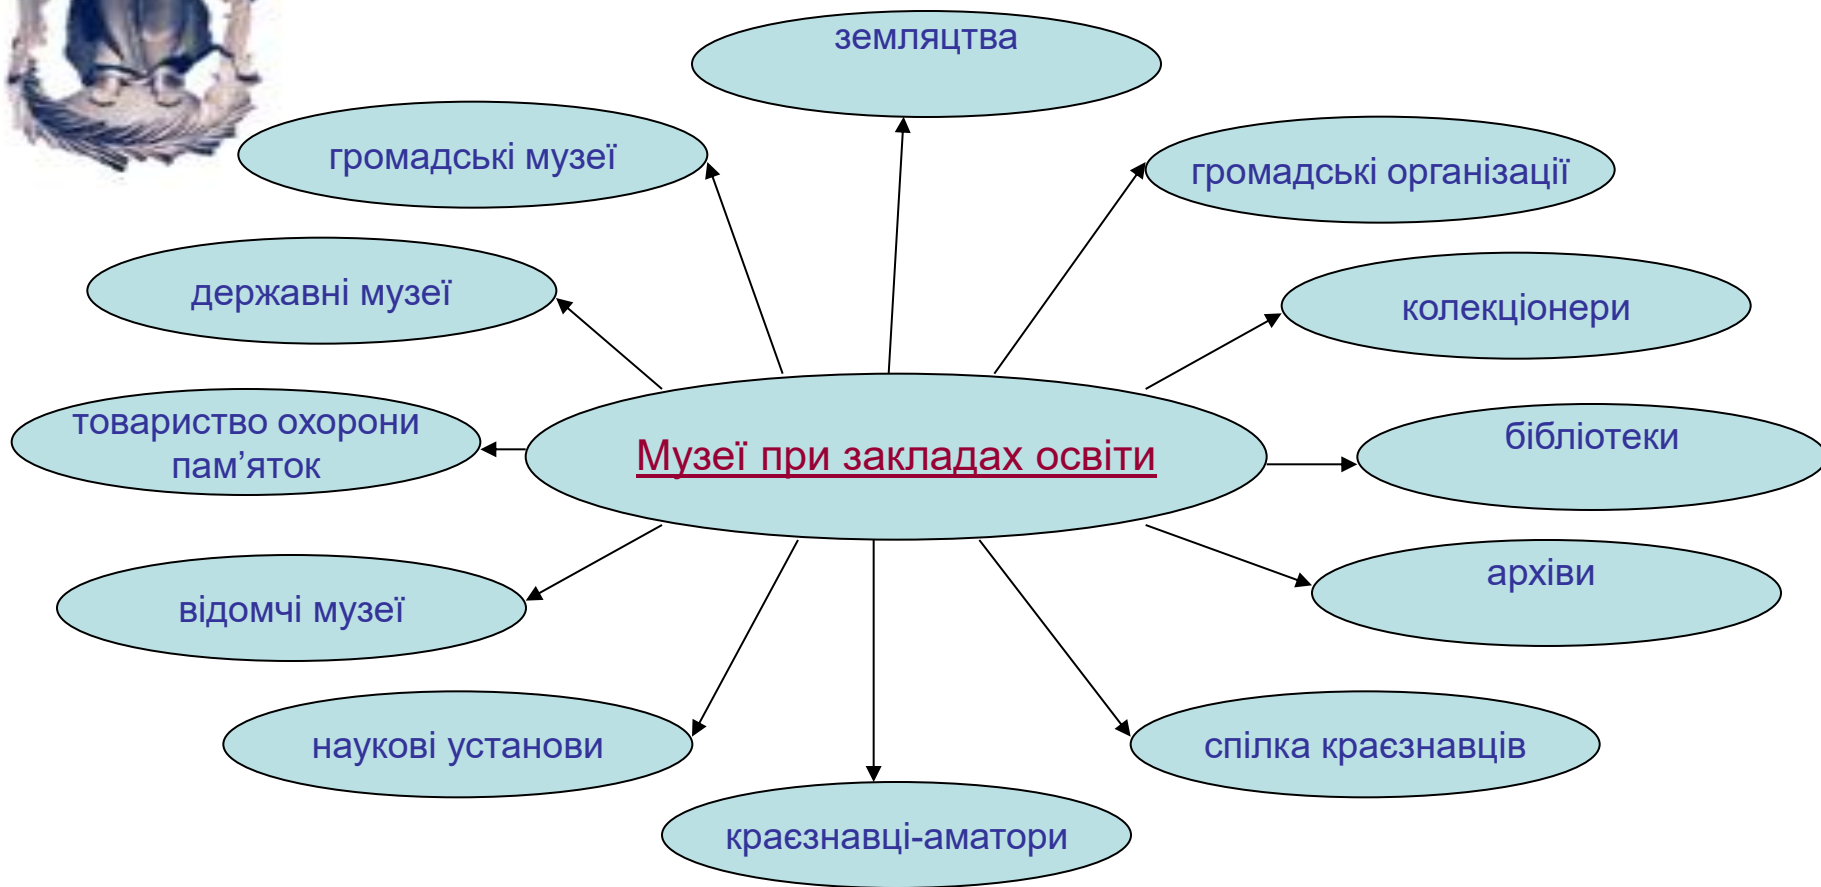 земляцтва
громадські музеї
громадські організації
державні музеї
колекціонери
товариство охорони
пам’яток
Музеї при закладах освіти
бібліотеки
відомчі музеї
архіви
наукові установи
спілка краєзнавців
краєзнавці-аматори